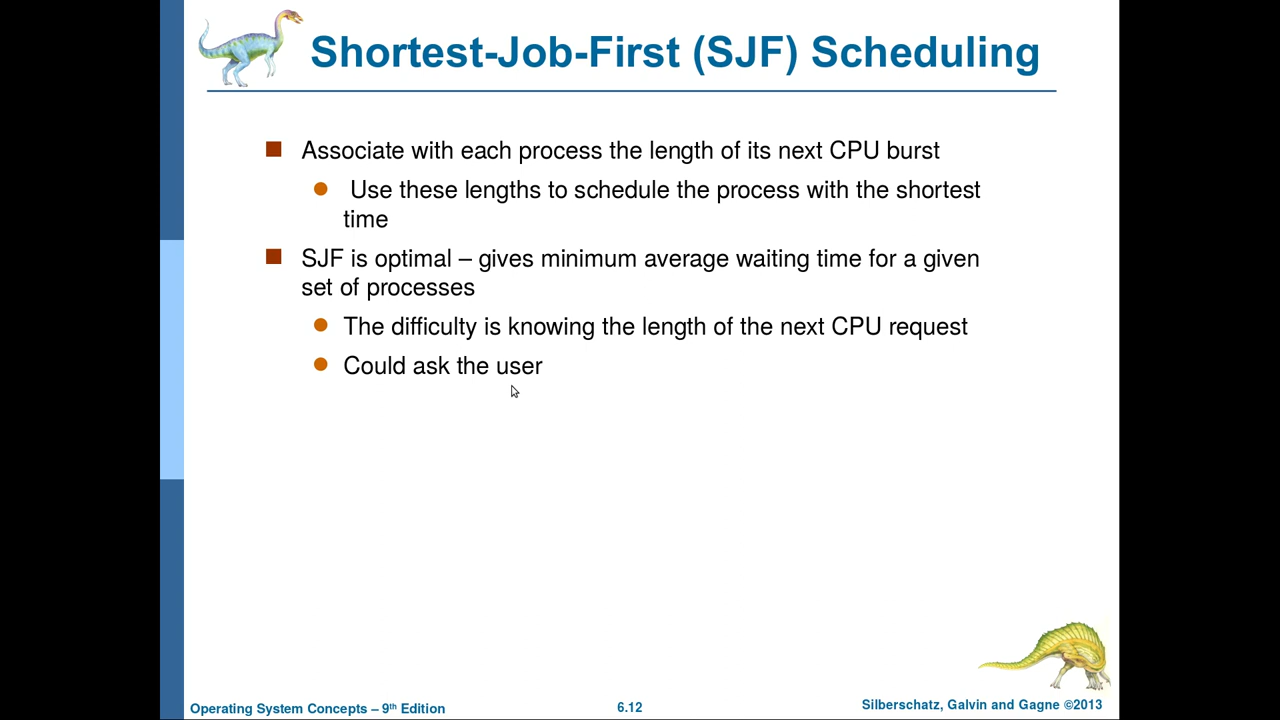 Shortest-Job-First (SJF) Scheduling
Associate with each process the length of its next CPU burst
Use these lengths to schedule the process with the shortest
time
SJF is optimal – gives minimum average waiting time for a given
set of processes
The difficulty is knowing the length of the next CPU request
Could ask the user
Operating System Concepts – 9th Edition
6.12
Silberschatz, Galvin and Gagne ©2013